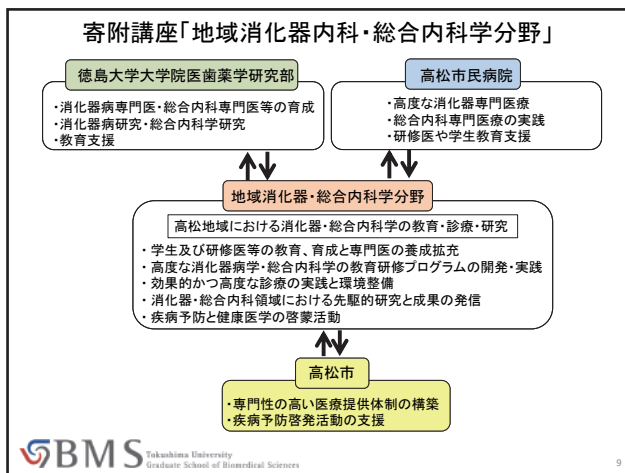 寄附講座「地域消化器内科・総合内科学分野」
徳島大学大学院医歯薬学研究部
・消化器病専門医・総合内科専門医等の育成
・消化器病研究・総合内科学研究
・教育支援
高松市民病院
・高度な消化器専門医療
・総合内科専門医療の実践
・研修医や学生教育支援
地域消化器・総合内科学分野
高松地域における消化器・総合内科学の教育・診療・研究
・学生及び研修医等の教育、育成と専門医の養成拡充
・高度な消化器病学・総合内科学の教育研修プログラムの開発・実践
・効果的かつ高度な診療の実践と環境整備
・消化器・総合内科領域における先駆的研究と成果の発信
・疾病予防と健康医学の啓蒙活動
高松市
・専門性の高い医療提供体制の構築
・疾病予防啓発活動の支援
BMS Tokushima University
Graduate School of Biomedical Sciences
9